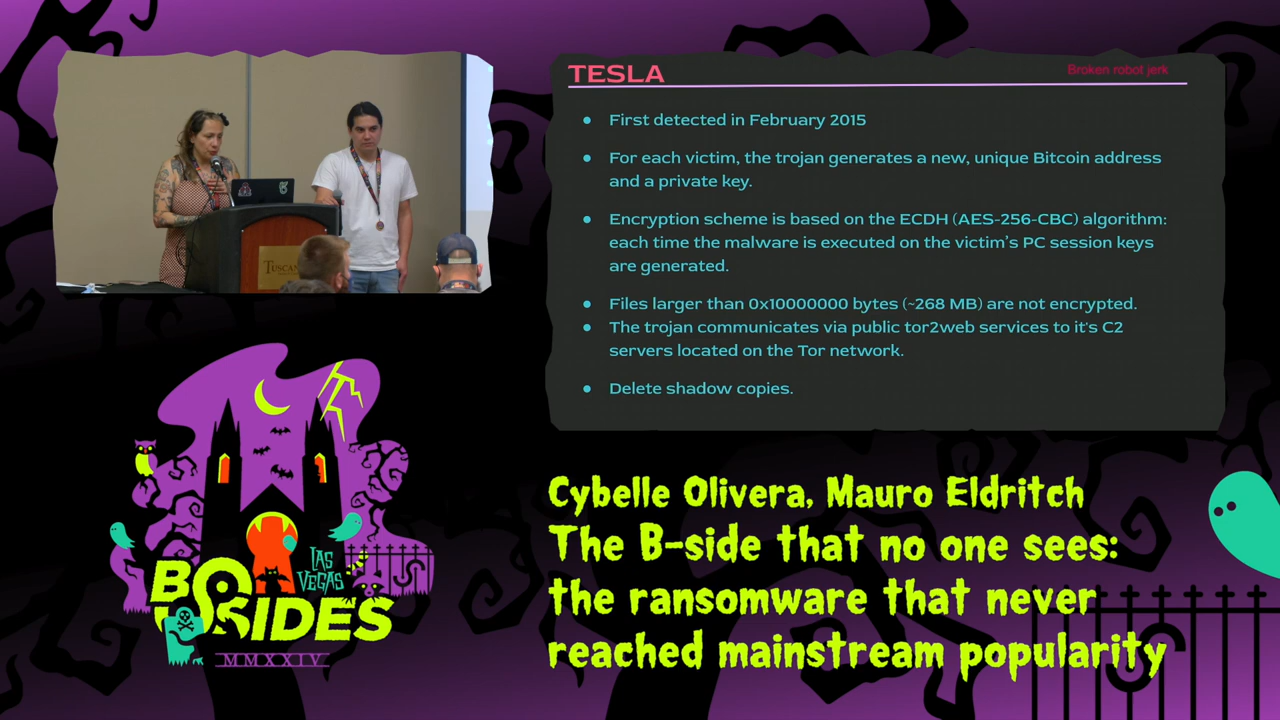 TESLA
Broken robot jerk
● First detected in February 2015
● For each victim, the trojan generates a new, unique Bitcoin address
and a private key.
● Encryption scheme is based on the ECDH (AES-256-CBC) algorithm:
each time the malware is executed on the victim's PC session keys
are generated.
● Files larger than 0x10000000 bytes (~268 MB) are not encrypted.
● The trojan communicates via public tor2web services to it's C2
servers located on the Tor network.
● Delete shadow copies.
TUSCAN
LAS
VEGAS
BSIDES
MMXXIV
Cybelle Olivera, Mauro Eldritch
The B-side that no one sees:
the ransomware that never
reached mainstream popularity